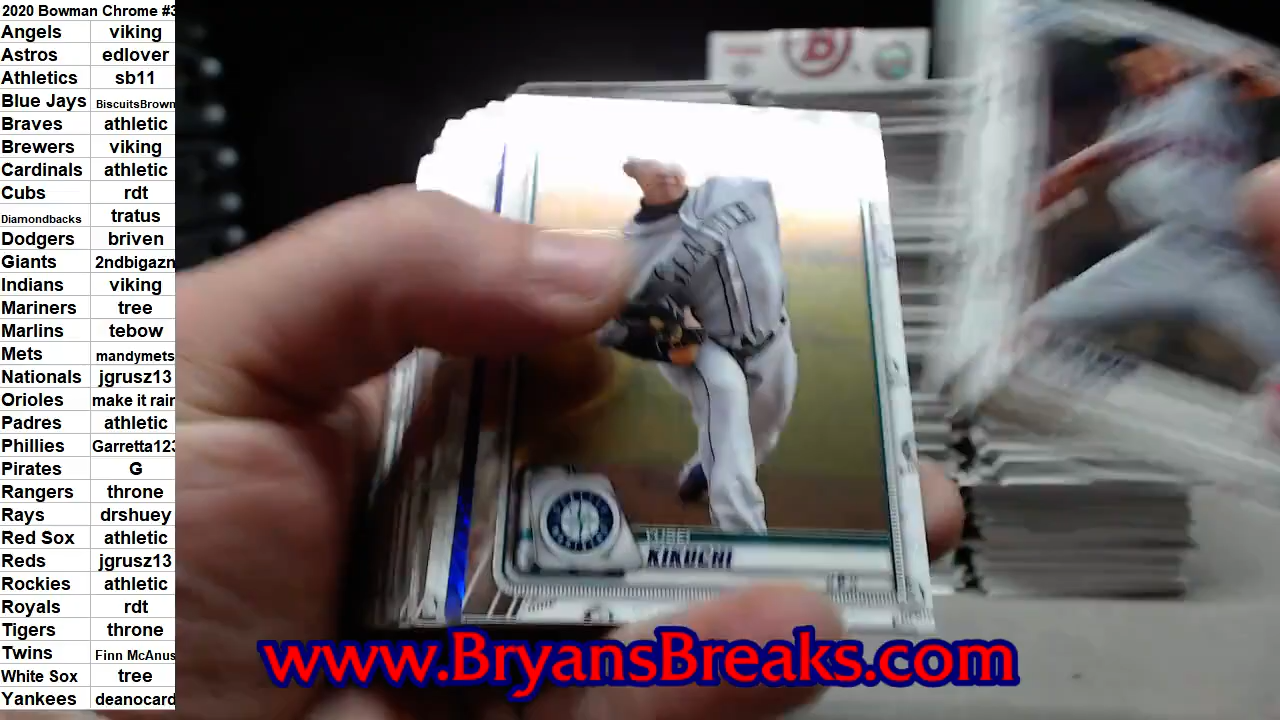 2020 Bowman Chrome #3
Angels viking
Astros edlover
Athletics sb11
Blue Jays BiscuitsBrown
Braves athletic
Brewers viking
Cardinals athletic
Cubs rdt
Diamondbacks tratus
Dodgers briven
Giants 2ndbigazn
Indians viking
Mariners tree
Marlins tebow
Mets mandymets
Nationals jgrusz13
Orioles make it rain
Padres athletic
Phillies Garretta123
Pirates G
Rangers throne
Rays drshuey
Red Sox athletic
Reds jgrusz13
Rockies athletic
Royals rdt
Tigers throne
Twins Finn McAnus
White Sox tree
Yankees deanocard
B
SEATTLE
YUSEI
KIKUCHI
www.BryansBreaks.com